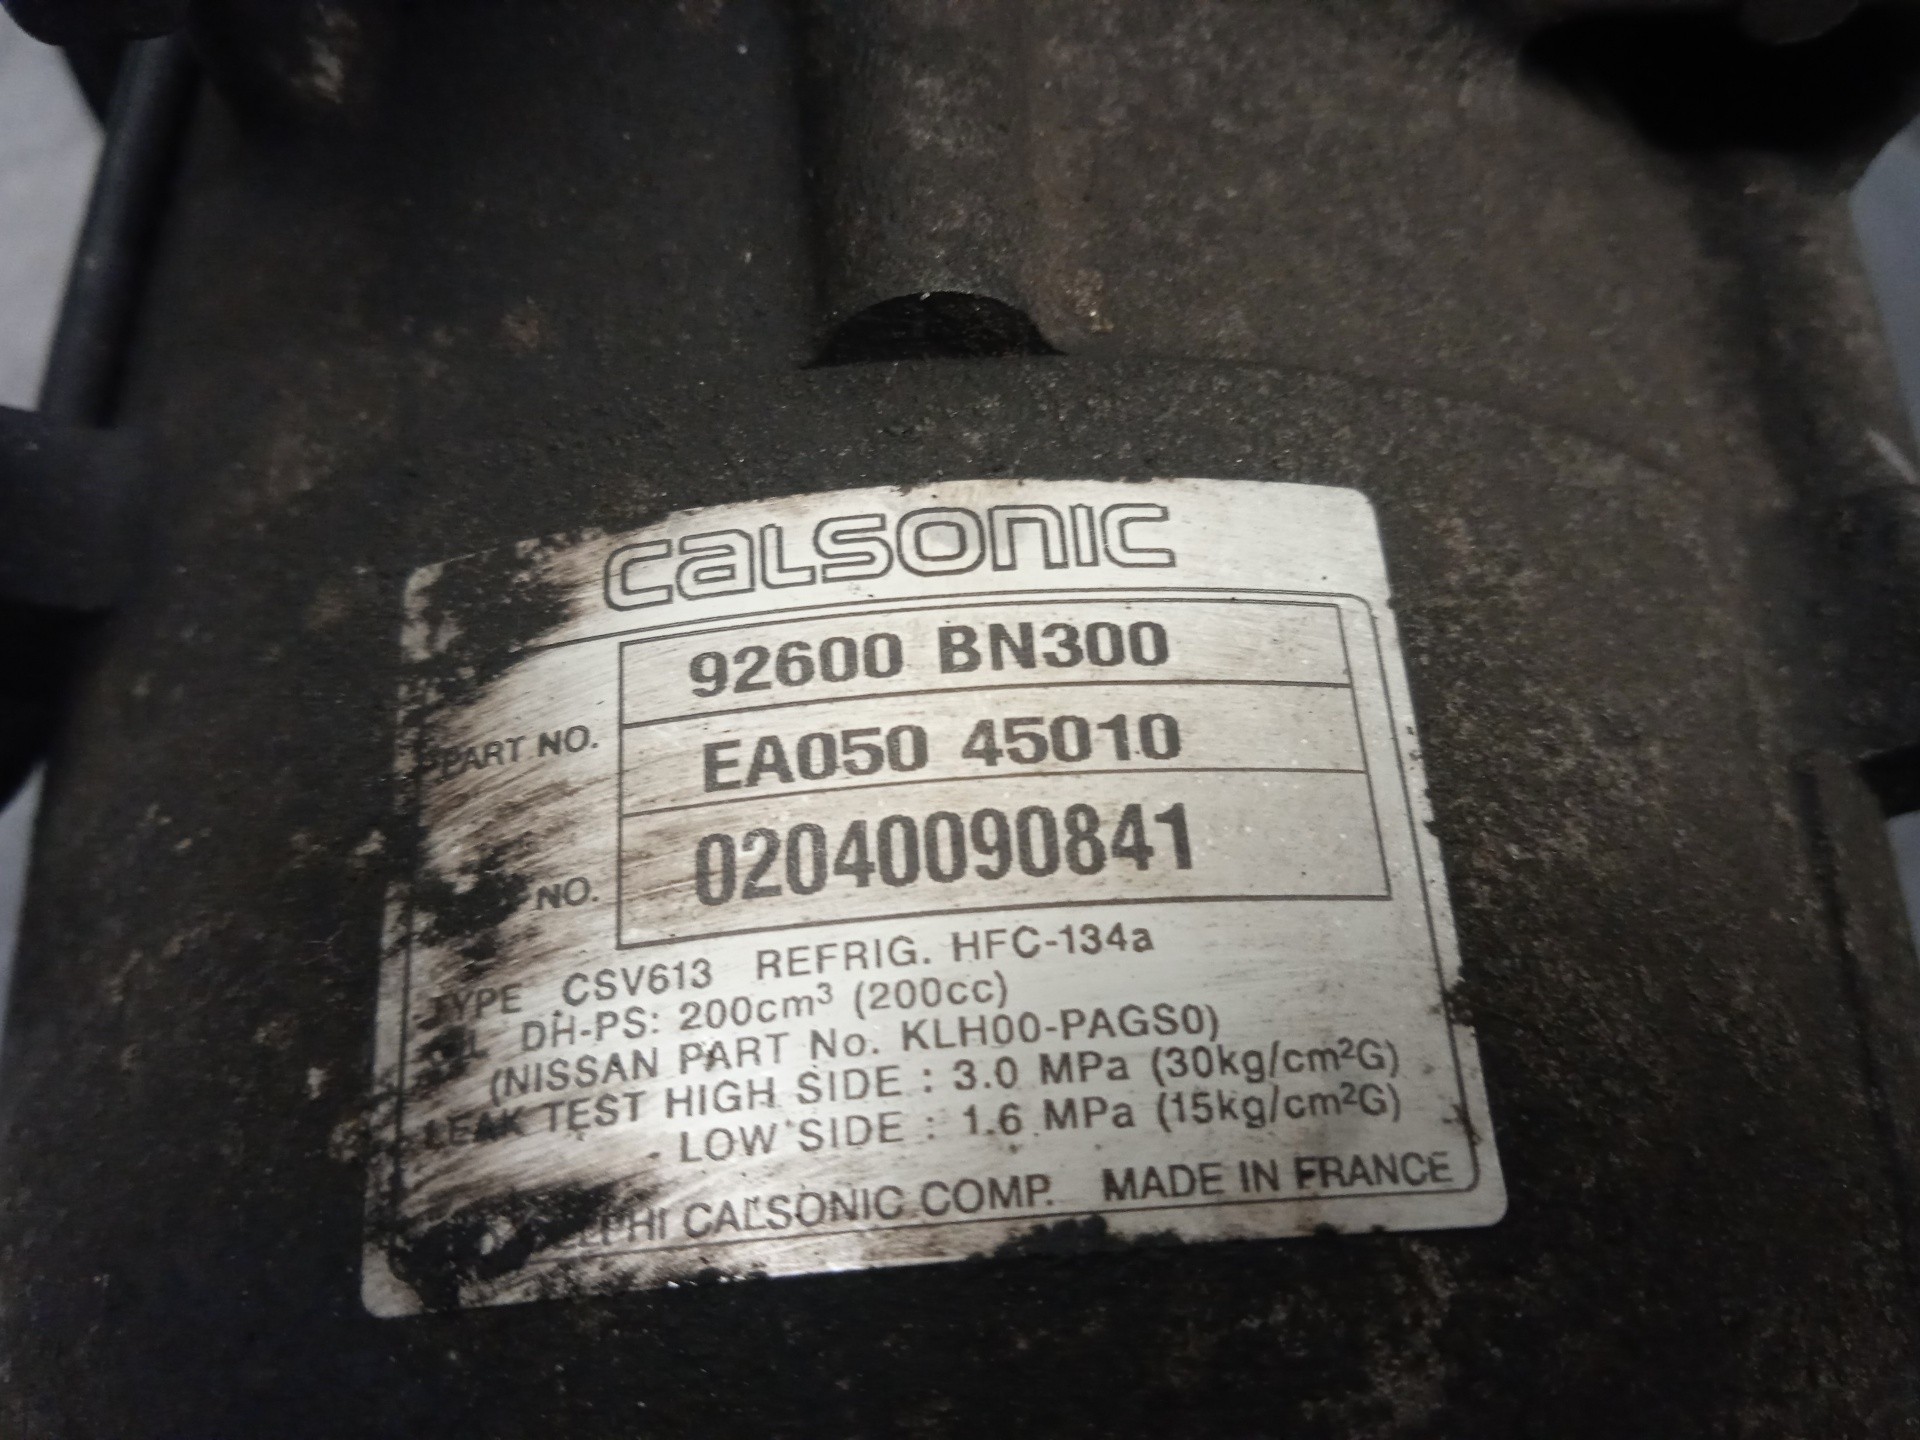 CALSONIC
92600 BN300
PART NO.
EA050 45010
NO. 02040090841
TYPE CSV613 REFRIG. HFC-134a
DH-PS: 200cm³ (200cc)
(NISSAN PART No. KLH00-PAGS0)
LEAK TEST HIGH SIDE : 3.0 MPa (30kg/cm²G)
LOW SIDE : 1.6 MPa (15kg/cm²G)
CALSONIC COMP. MADE IN FRANCE